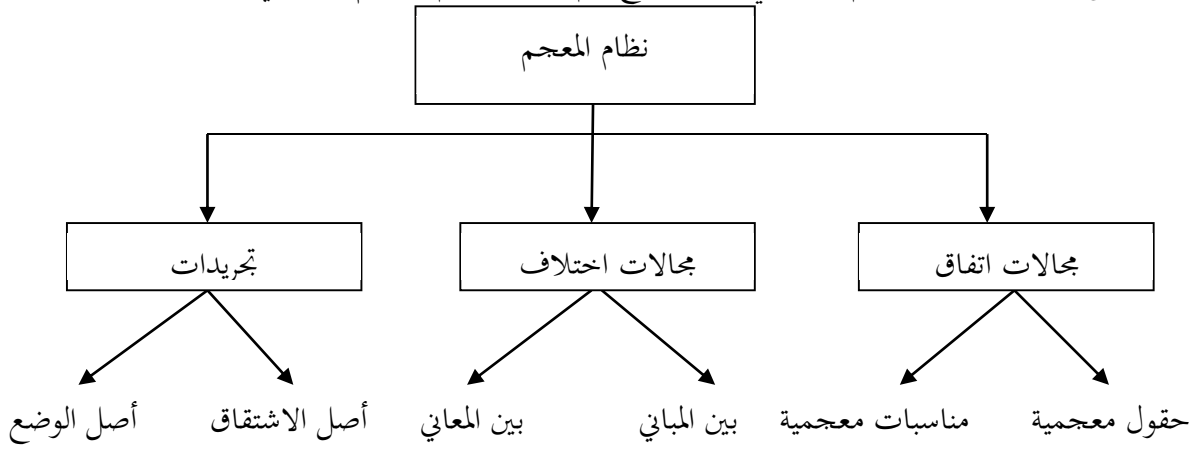 نظام المعجم
مجالات اتفاق
مجالات اختلاف
تجريدات
حقول معجمية
مناسبات معجمية
بين المباني
بين المعاني
أصل الاشتقاق
أصل الوضع